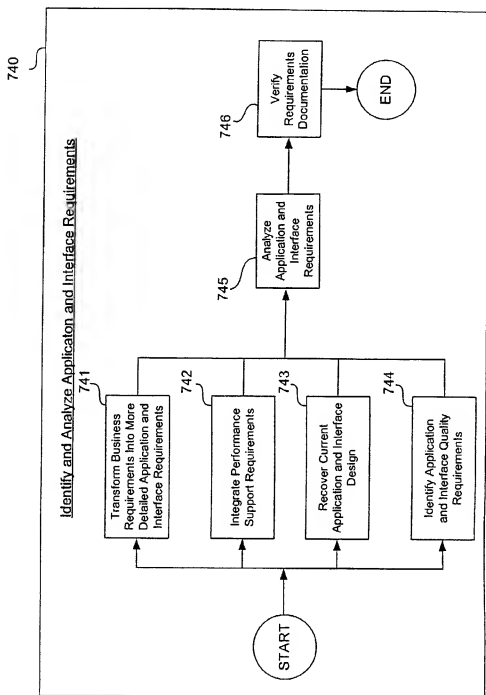 740
Identify and Analyze Applicaton and Interface Requirements
741
Transform Business
Requirements Into More
Detailed Application and
Interface Requirements
742
Integrate Performance
Support Requirements
743
Recover Current
Application and Interface
Design
744
Identify Application
and Interface Quality
Requirements
START
745
Analyze
Application and
Interface
Requirements
746
Verify
Requirements
Documentation
END